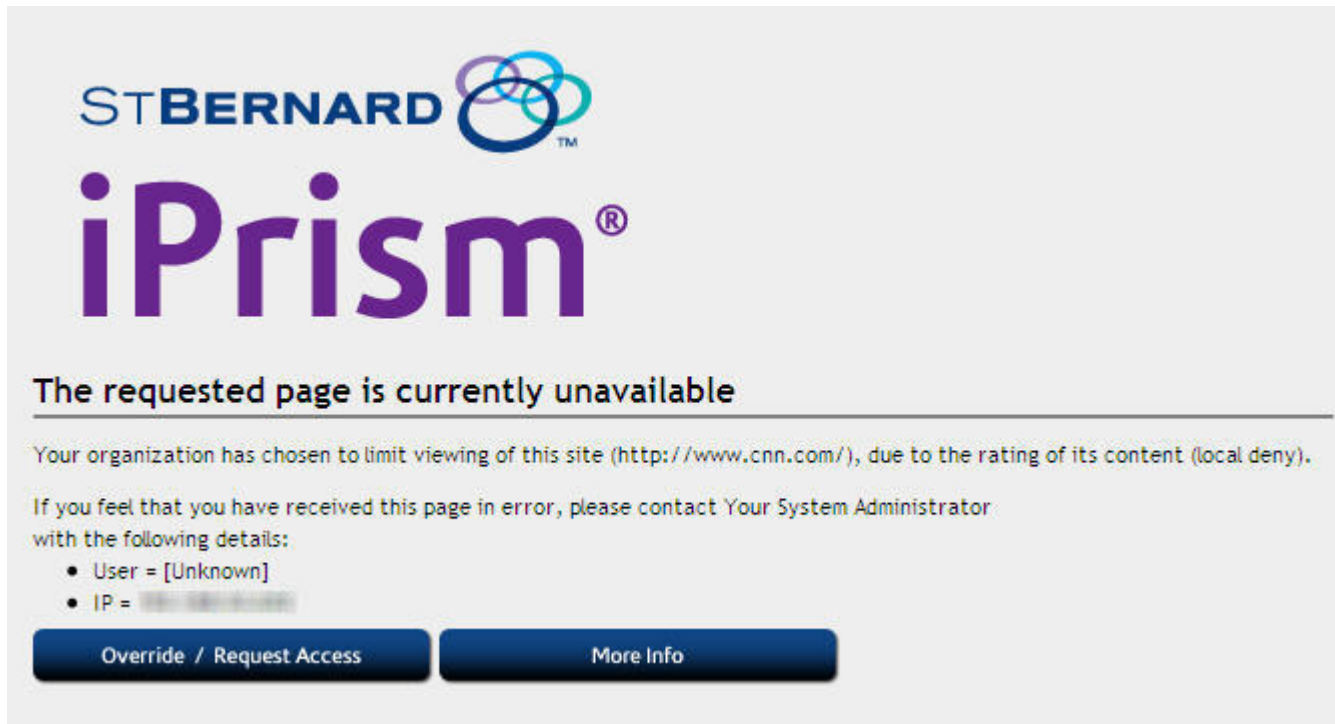 STBERNARD TM
iPrism®
The requested page is currently unavailable
Your organization has chosen to limit viewing of this site (http://www.cnn.com/), due to the rating of its content (local deny).
If you feel that you have received this page in error, please contact Your System Administrator
with the following details:
• User = [Unknown]
• IP =
Override / Request Access
More Info